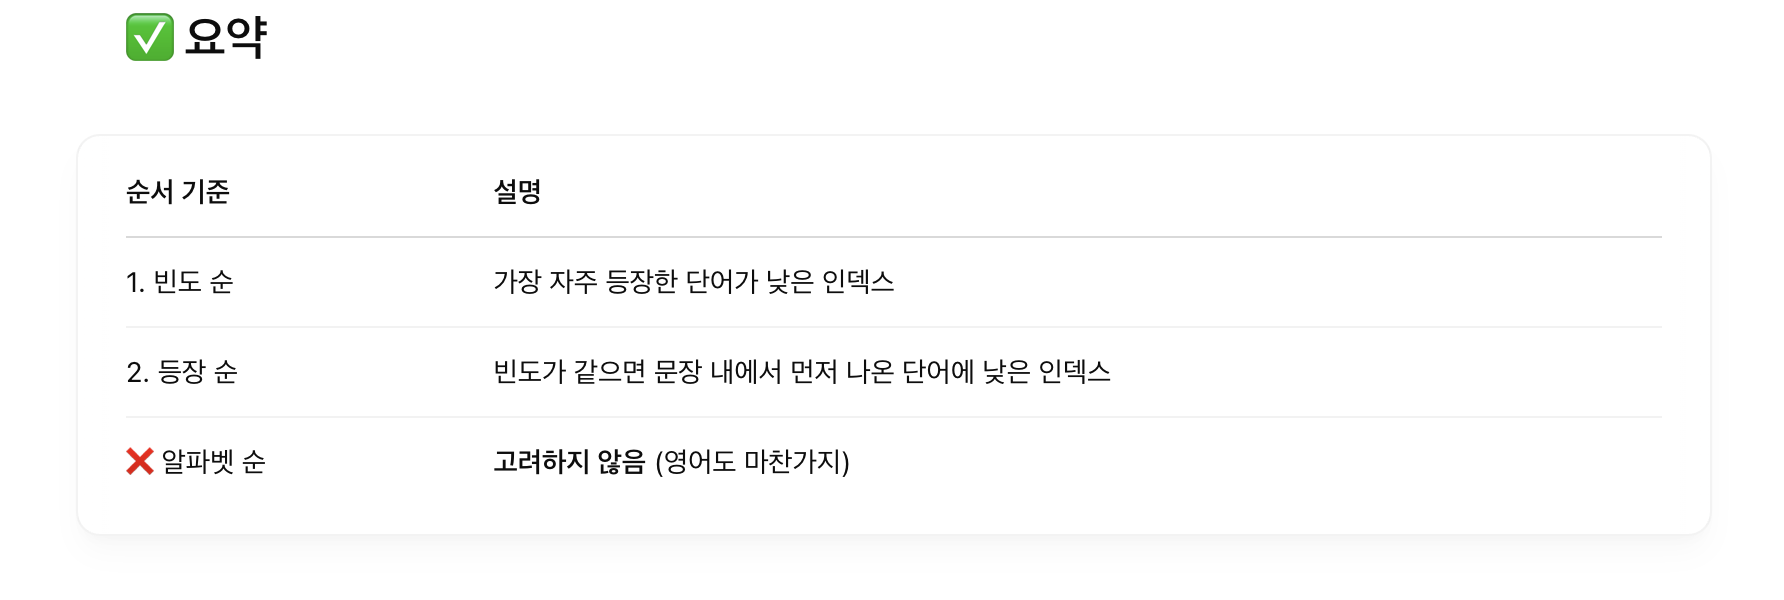 ✅ 요약
순서 기준 설명
1. 빈도 순 가장 자주 등장한 단어가 낮은 인덱스
2. 등장 순 빈도가 같으면 문장 내에서 먼저 나온 단어에 낮은 인덱스
❌ 알파벳 순 고려하지 않음 (영어도 마찬가지)